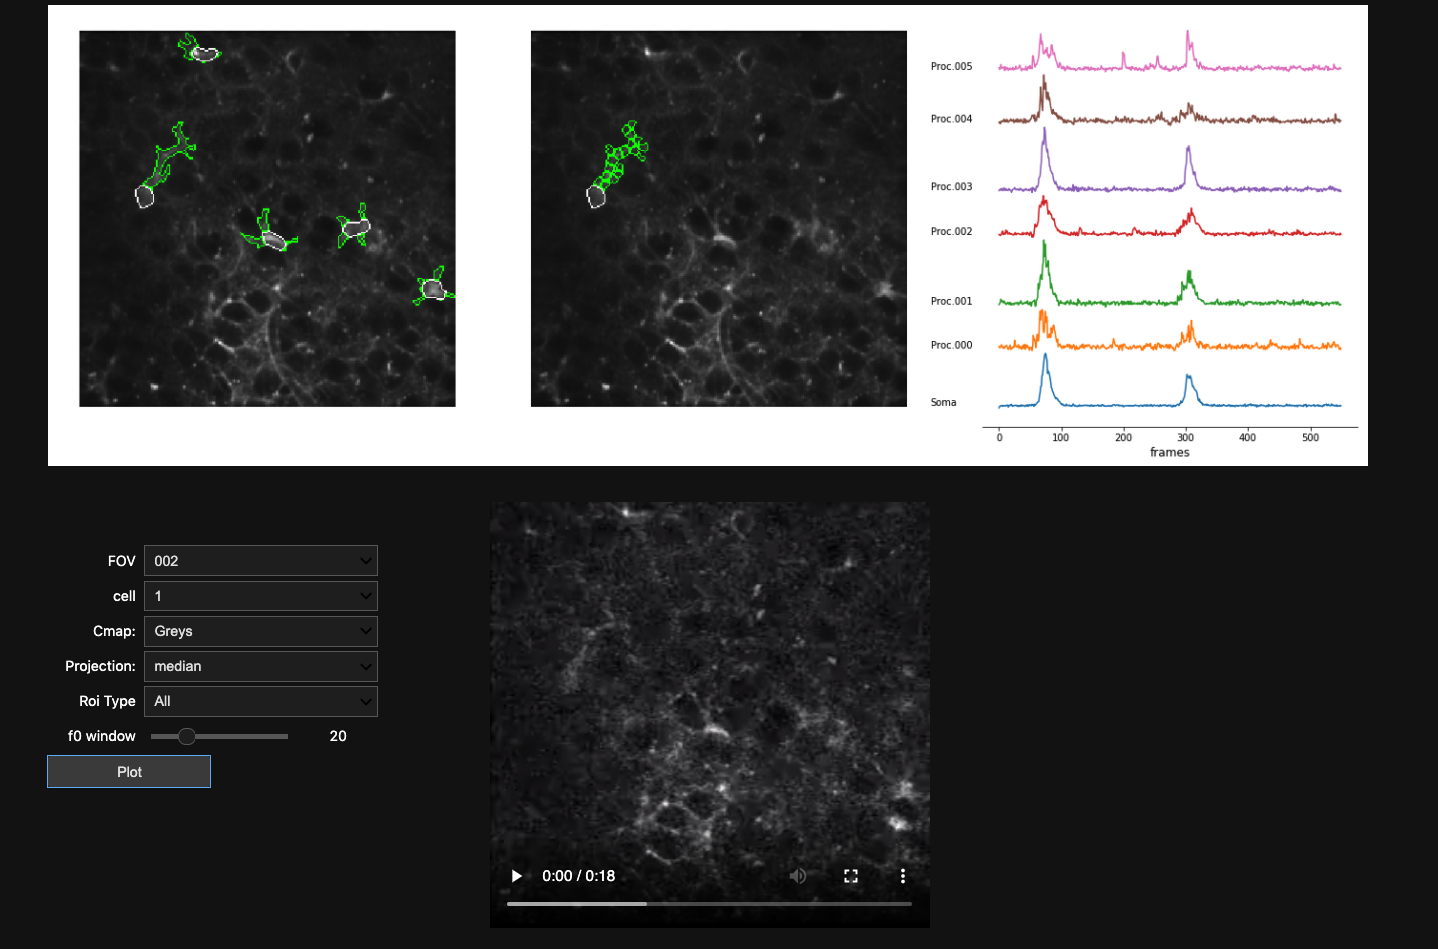 Proc.005
Proc.004
Proc.003
Proc.002
Proc.001
Proc.000
Soma
0 100 200 300 400 500
frames
FOV 002
cell 1
Cmap: Greys
Projection: median
Roi Type All
f0 window 20
Plot
0:00 / 0:18